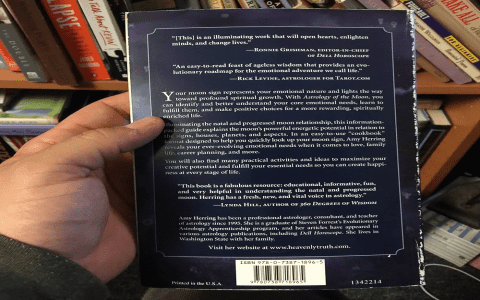 "[This] is an illuminating work that will open hearts, enlighten
minds, and change lives."
—Ronnie Grishman, editor-in-chief
of Dell Horoscope
"An easy-to-read feast of ageless wisdom that provides an evo-
lutionary roadmap for the emotional adventure we call life."
—Rick Levine, astrologer for Tarot.com
Your moon sign represents your emotional nature and lights the way
toward profound spiritual growth. With Astrology of the Moon, you
can identify and better understand your core emotional needs, learn to
fulfill them, and make positive choices for a more rewarding, spiritually
enriched life.
Illuminating the natal and progressed moon relationship, this information-
packed guide explains the moon's powerful energetic potential in relation to
the signs, houses, planets, and aspects. In an easy to use "cookbook"
format designed to help you quickly look up your moon sign, Amy Herring
reveals your ever-evolving emotional needs when it comes to love, family
life, career planning, and more.
You will also find many practical activities and ideas to maximize your
creative potential and fulfill your essential needs so you can create happi-
ness at every stage of life.
"This book is a fabulous resource: educational, informative, fun,
and very helpful in understanding the natal and progressed
moon. Herring has a fresh, new, and vital voice in astrology."
—Lynda Hill, author of 360 Degrees of Wisdom
Amy Herring has been a professional astrologer, consultant, and teacher
of astrology since 1995. She is a graduate of Steven Forrest's Evolutionary
Astrology Apprenticeship program, and her articles have appeared in
various astrology publications, including Dell Horoscope. She lives in
Washington State with her family.
Visit her website at www.heavenlytruth.com.
ISBN 978-0-7387-1896-5
9 780738 718965
Printed in the U.S.A.
1342214